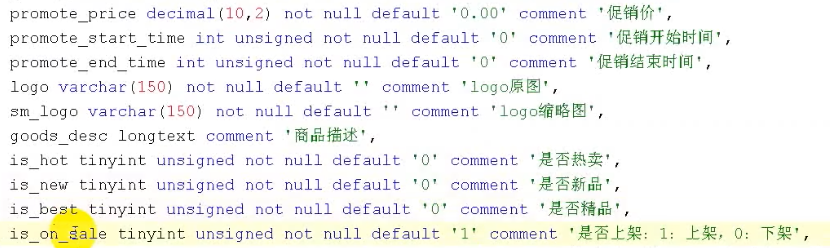 promote_price decimal(10,2) not null default '0.00' comment '促销价',
promote_start_time int unsigned not null default '0' comment '促销开始时间',
promote_end_time int unsigned not null default '0' comment '促销结束时间',
logo varchar(150) not null default '' comment 'logo原图',
sm_logo varchar(150) not null default '' comment 'logo缩略图',
goods_desc longtext comment '商品描述',
is_hot tinyint unsigned not null default '0' comment '是否热卖',
is_new tinyint unsigned not null default '0' comment '是否新品',
is_best tinyint unsigned not null default '0' comment '是否精品',
is_on_sale tinyint unsigned not null default '1' comment '是否上架：1：上架，0：下架',